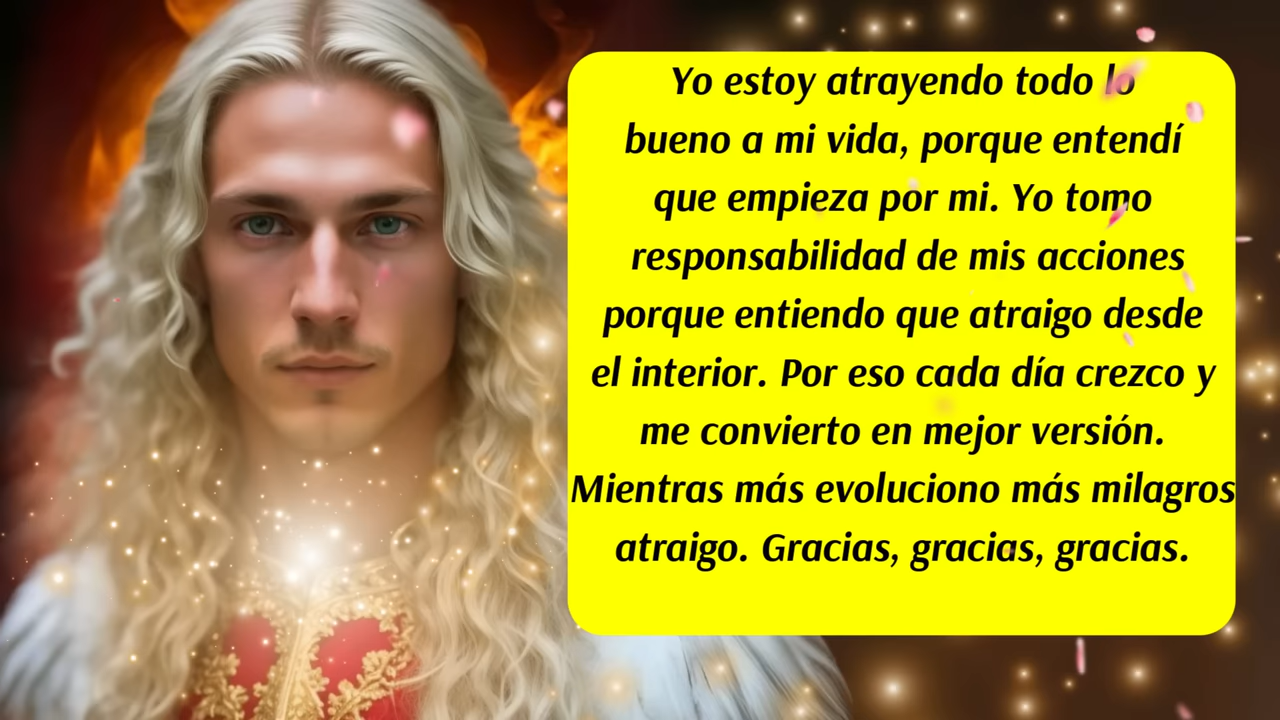 Yo estoy atrayendo todo lo
bueno a mi vida, porque entendí
que empieza por mi. Yo tomo
responsabilidad de mis acciones
porque entiendo que atraigo desde
el interior. Por eso cada día crezco y
me convierto en mejor versión.
Mientras más evoluciono más milagros
atraigo. Gracias, gracias, gracias.